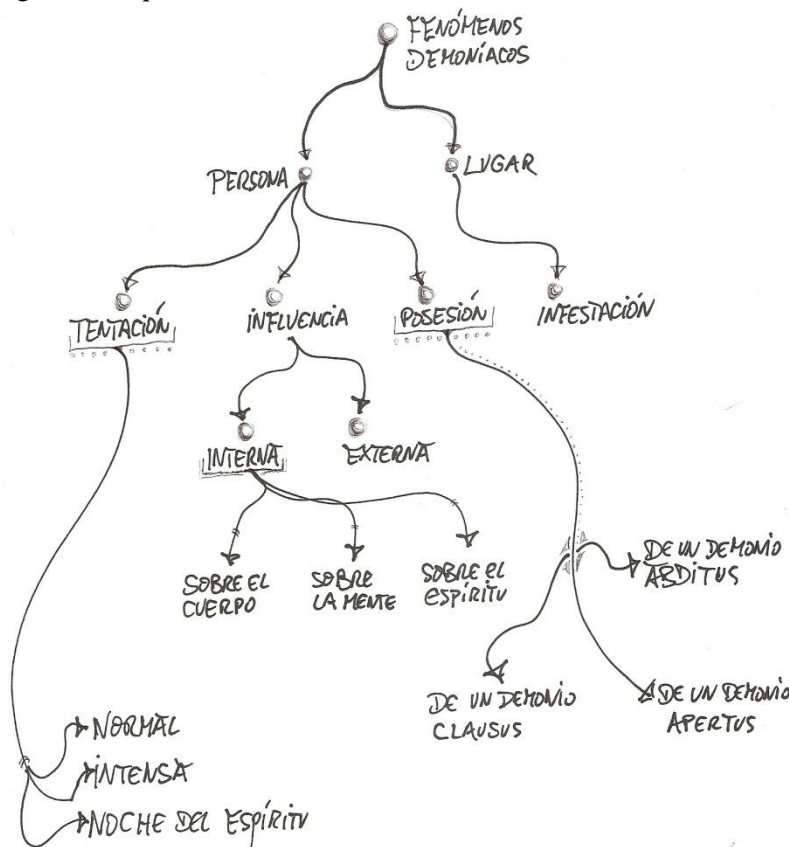 FENÓMENOS
DEMONÍACOS
PERSONA
LUGAR
TENTACIÓN
INFLUENCIA
POSESIÓN
INFESTACIÓN
INTERNA
EXTERNA
SOBRE EL
CUERPO
SOBRE
LA MENTE
SOBRE EL
ESPÍRITU
DE UN DEMONIO
ABDITUS
DE UN DEMONIO
CLAUSUS
DE UN DEMONIO
APERTUS
NORMAL
INTENSA
NOCHE DEL ESPÍRITU